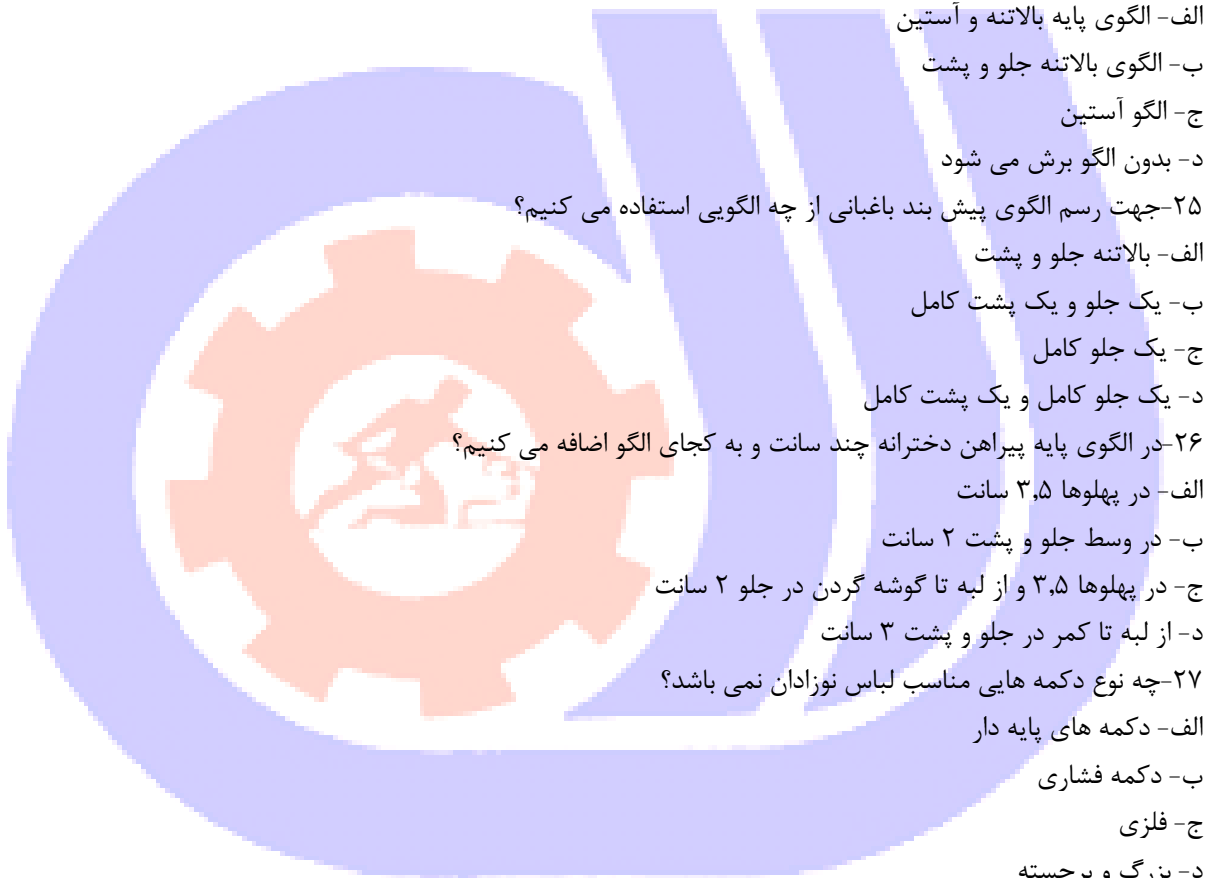 الف- الگوی پایه بالاتنه و آستین
ب- الگوی بالاتنه جلو و پشت
ج- الگو آستین
د- بدون الگو برش می شود
۲۵-جهت رسم الگوی پیش بند باغبانی از چه الگویی استفاده می کنیم؟
الف- بالاتنه جلو و پشت
ب- یک جلو و یک پشت کامل
ج- یک جلو کامل
د- یک جلو کامل و یک پشت کامل
۲۶-در الگوی پایه پیراهن دخترانه چند سانت و به کجای الگو اضافه می کنیم؟
الف- در پهلوها ۳٫۵ سانت
ب- در وسط جلو و پشت ۲ سانت
ج- در پهلوها ۳٫۵ و از لبه تا گوشه گردن در جلو ۲ سانت
د- از لبه تا کمر در جلو و پشت ۳ سانت
۲۷-چه نوع دکمه هایی مناسب لباس نوزادان نمی باشد؟
الف- دکمه های پایه دار
ب- دکمه فشاری
ج- فلزی
د- بزرگ و برجسته